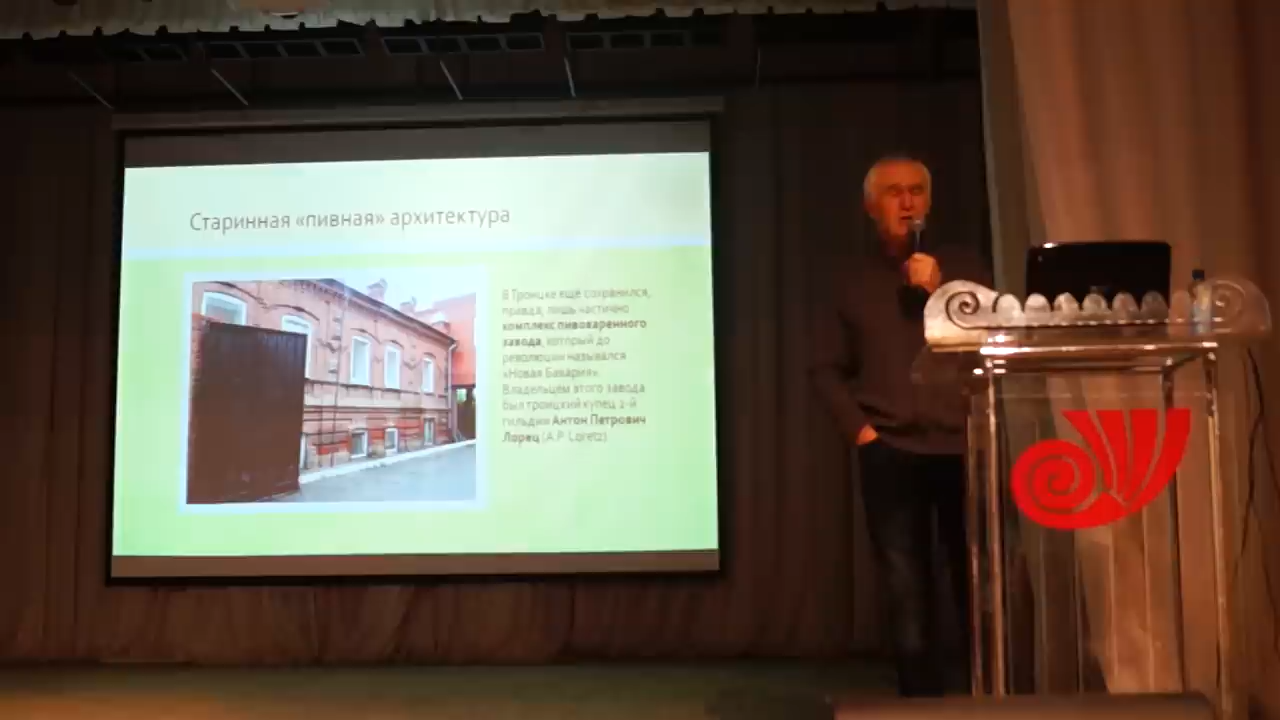 Старинная «пивная» архитектура
В Троицке ещё сохранился,
правда, лишь частично
комплекс пивоваренного
завода, который до
революции назывался
«Новая Бавария».
Владельцем этого завода
был троицкий купец 2-й
гильдии Антон Петрович
Лорец (A.P. Loretz)